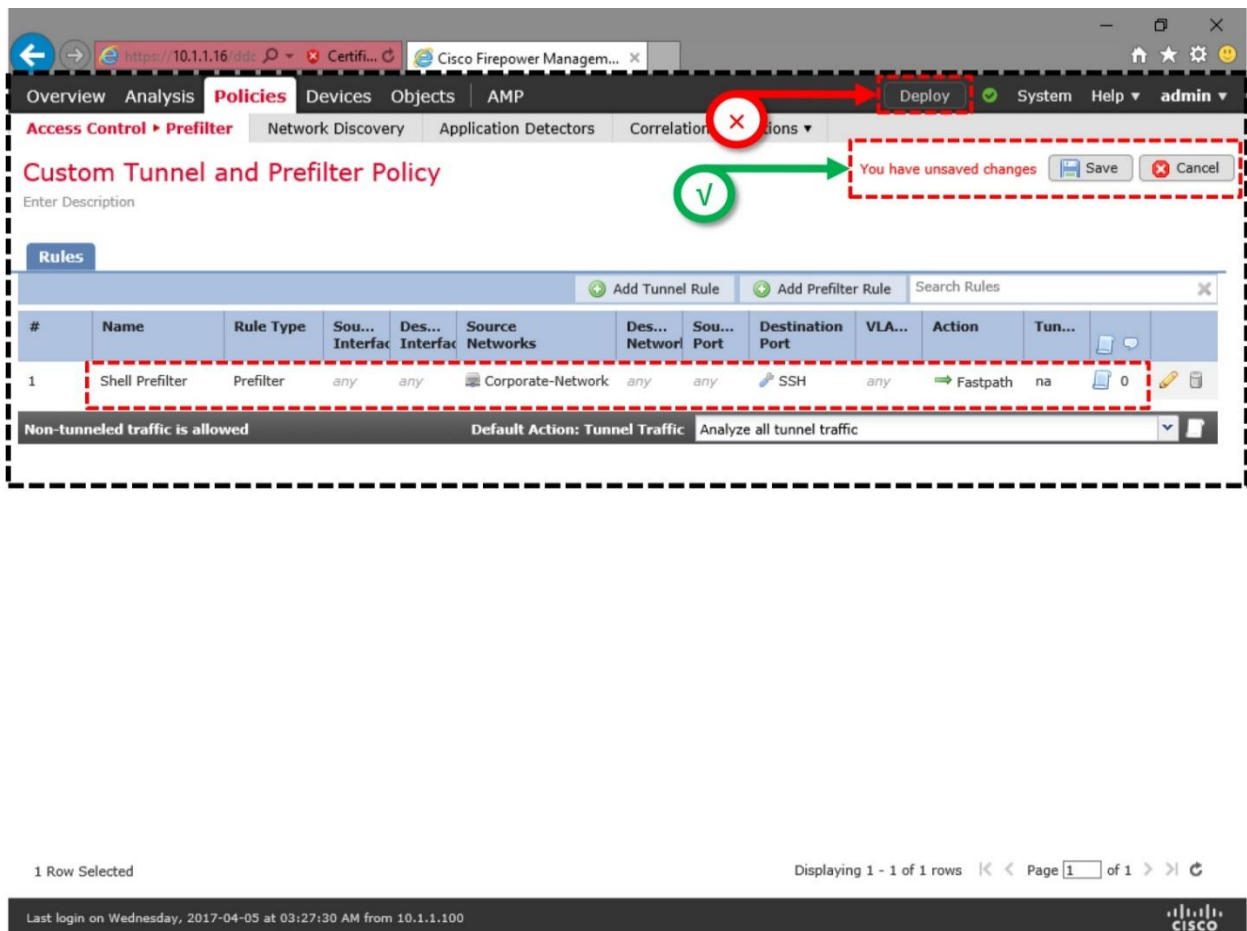 https://10.1.1.16/ddc Certifi... Cisco Firepower Managem...
Overview Analysis Policies Devices Objects AMP Deploy System Help admin
Access Control Prefilter Network Discovery Application Detectors Correlation
Custom Tunnel and Prefilter Policy
You have unsaved changes Save Cancel
√
Enter Description
Rules
Add Tunnel Rule Add Prefilter Rule Search Rules
# Name Rule Type Sou... Des... Source Des... Sou... Destination VLA... Action Tun...
Interfac Interfac Networks Networ Port Port
1 Shell Prefilter Prefilter any any Corporate-Network any any SSH any Fastpath na 0
Non-tunneled traffic is allowed Default Action: Tunnel Traffic Analyze all tunnel traffic
1 Row Selected Displaying 1 - 1 of 1 rows Page 1 of 1
Last login on Wednesday, 2017-04-05 at 03:27:30 AM from 10.1.1.100
CISCO